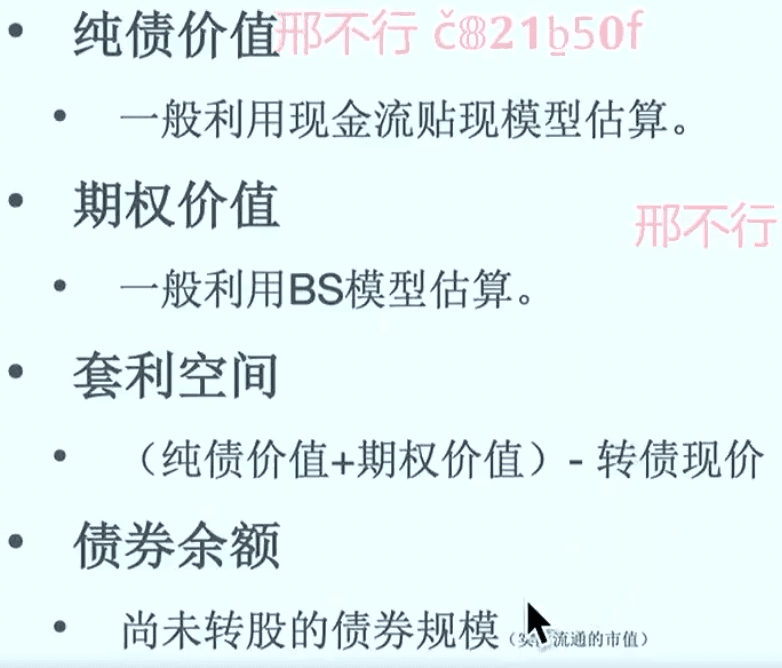 纯债价值
邢不行 č821b50f
一般利用现金流贴现模型估算。
期权价值
邢不行
一般利用BS模型估算。
套利空间
（纯债价值+期权价值）- 转债现价
债券余额
尚未转股的债券规模（流通的市值）